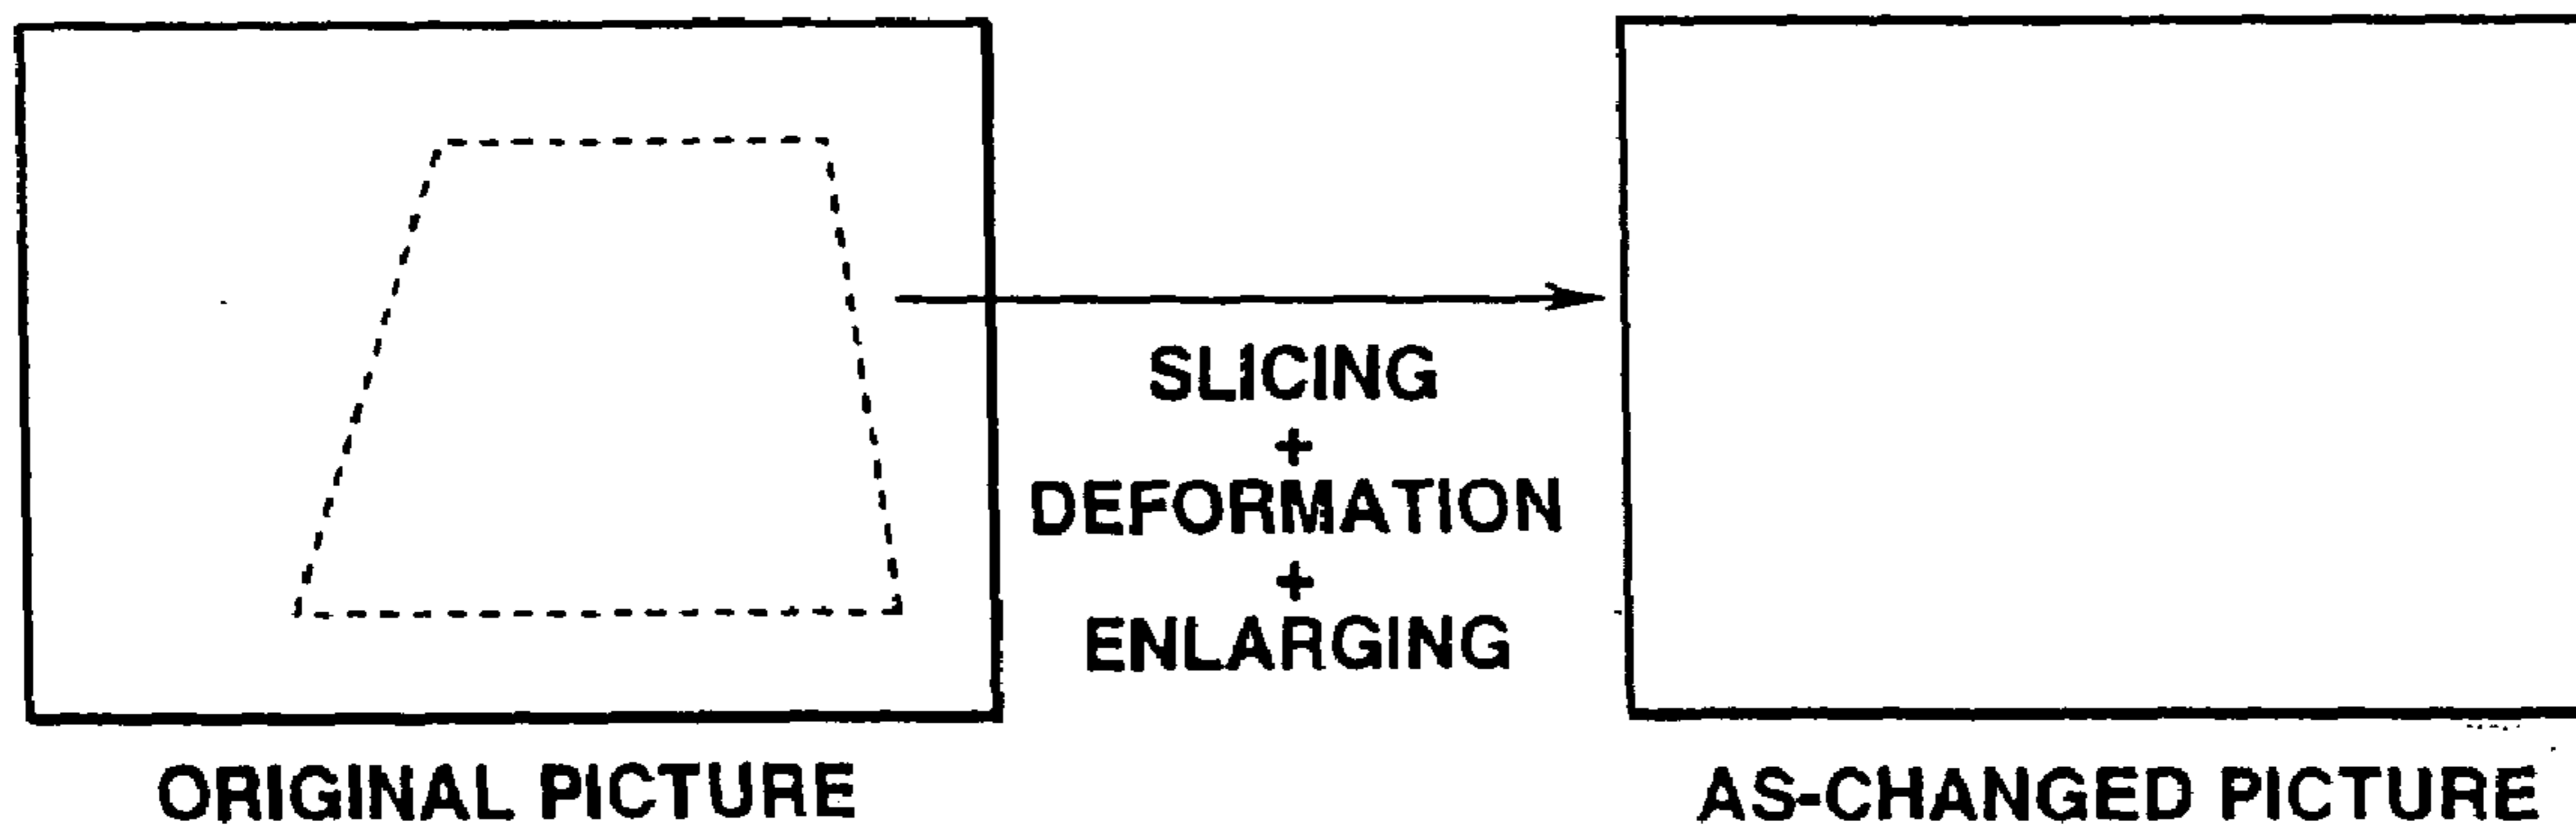 SLICING
+
DEFORMATION
+
ENLARGING
ORIGINAL PICTURE
AS-CHANGED PICTURE